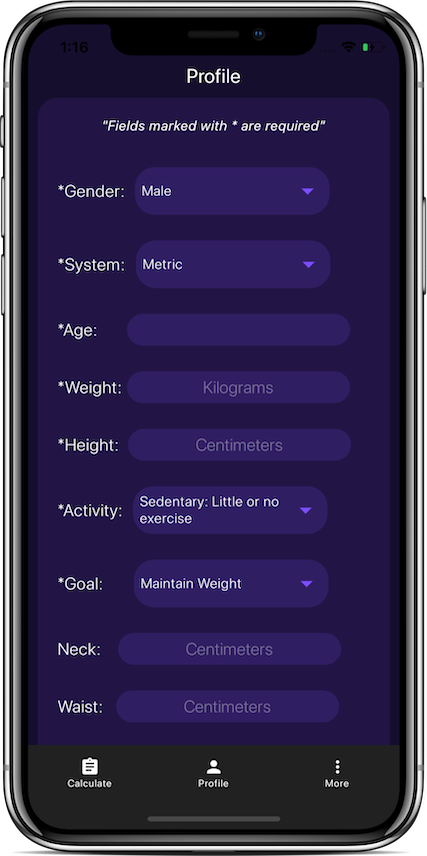 1:16
Profile
"Fields marked with * are required"
*Gender: Male
*System: Metric
*Age:
*Weight: Kilograms
*Height: Centimeters
*Activity: Sedentary: Little or no
exercise
*Goal: Maintain Weight
Neck: Centimeters
Waist: Centimeters
Calculate Profile More